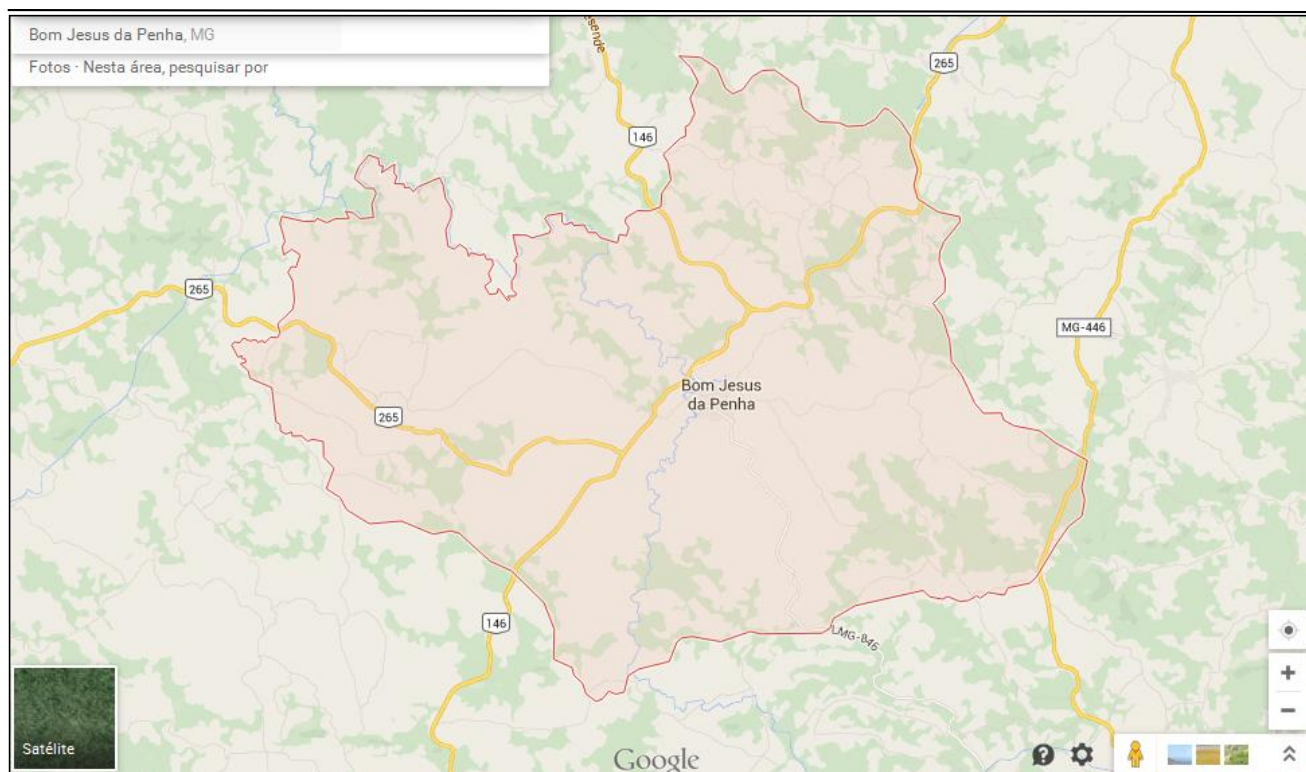 Bom Jesus da Penha, MG
Fotos · Nesta área, pesquisar por
esende
265
146
265
MG-446
Bom Jesus
da Penha
265
146
LMG-846
Satélite
Google